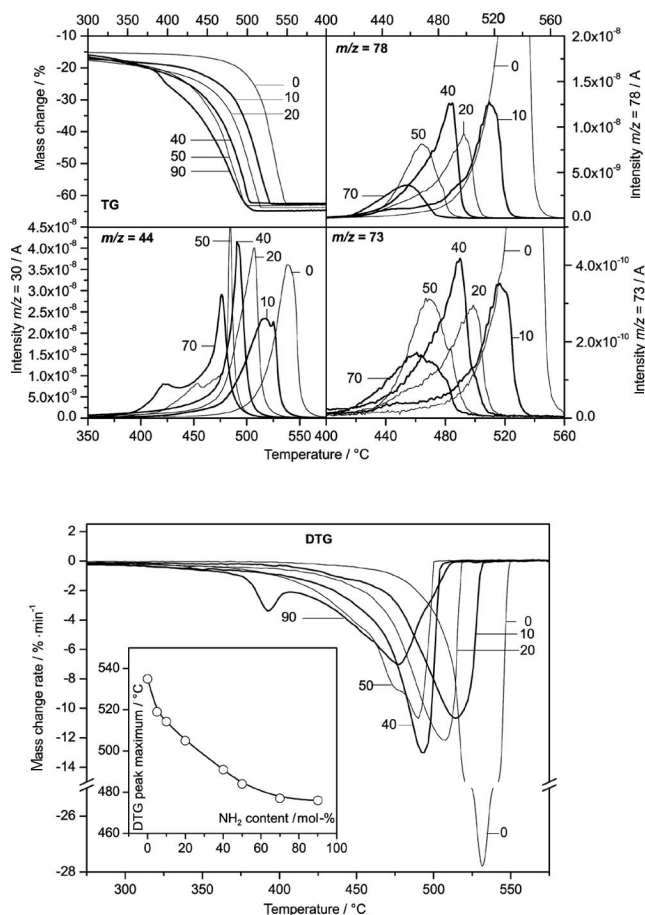 300 350 400 450 500 550
400 440 480 520 560
-10
-20
-30
-40
-50
-60
Mass change / %
TG
0
10
20
40
50
90
m/z = 78
0
40
20
50
10
70
2.0x10⁻⁸
1.5x10⁻⁸
1.0x10⁻⁸
5.0x10⁻⁹
0.0
Intensity m/z = 78 / A
4.5x10⁻⁸
4.0x10⁻⁸
3.5x10⁻⁸
3.0x10⁻⁸
2.5x10⁻⁸
2.0x10⁻⁸
1.5x10⁻⁸
1.0x10⁻⁸
5.0x10⁻⁹
0.0
Intensity m/z = 30 / A
m/z = 44
50
40
20
0
10
70
m/z = 73
0
40
50
20
10
70
4.0x10⁻¹⁰
2.0x10⁻¹⁰
0.0
Intensity m/z = 73 / A
350 400 450 500 550 400 440 480 520 560
Temperature / °C
Temperature / °C
DTG
2
0
-2
-4
-6
-8
-10
-12
-14
-26
-28
Mass change rate / % ·min⁻¹
90
50
40
0
10
20
0
540
520
500
480
460
DTG peak maximum / °C
NH₂ content /mol-%
0 20 40 60 80 100
300 350 400 450 500 550
Temperature / °C